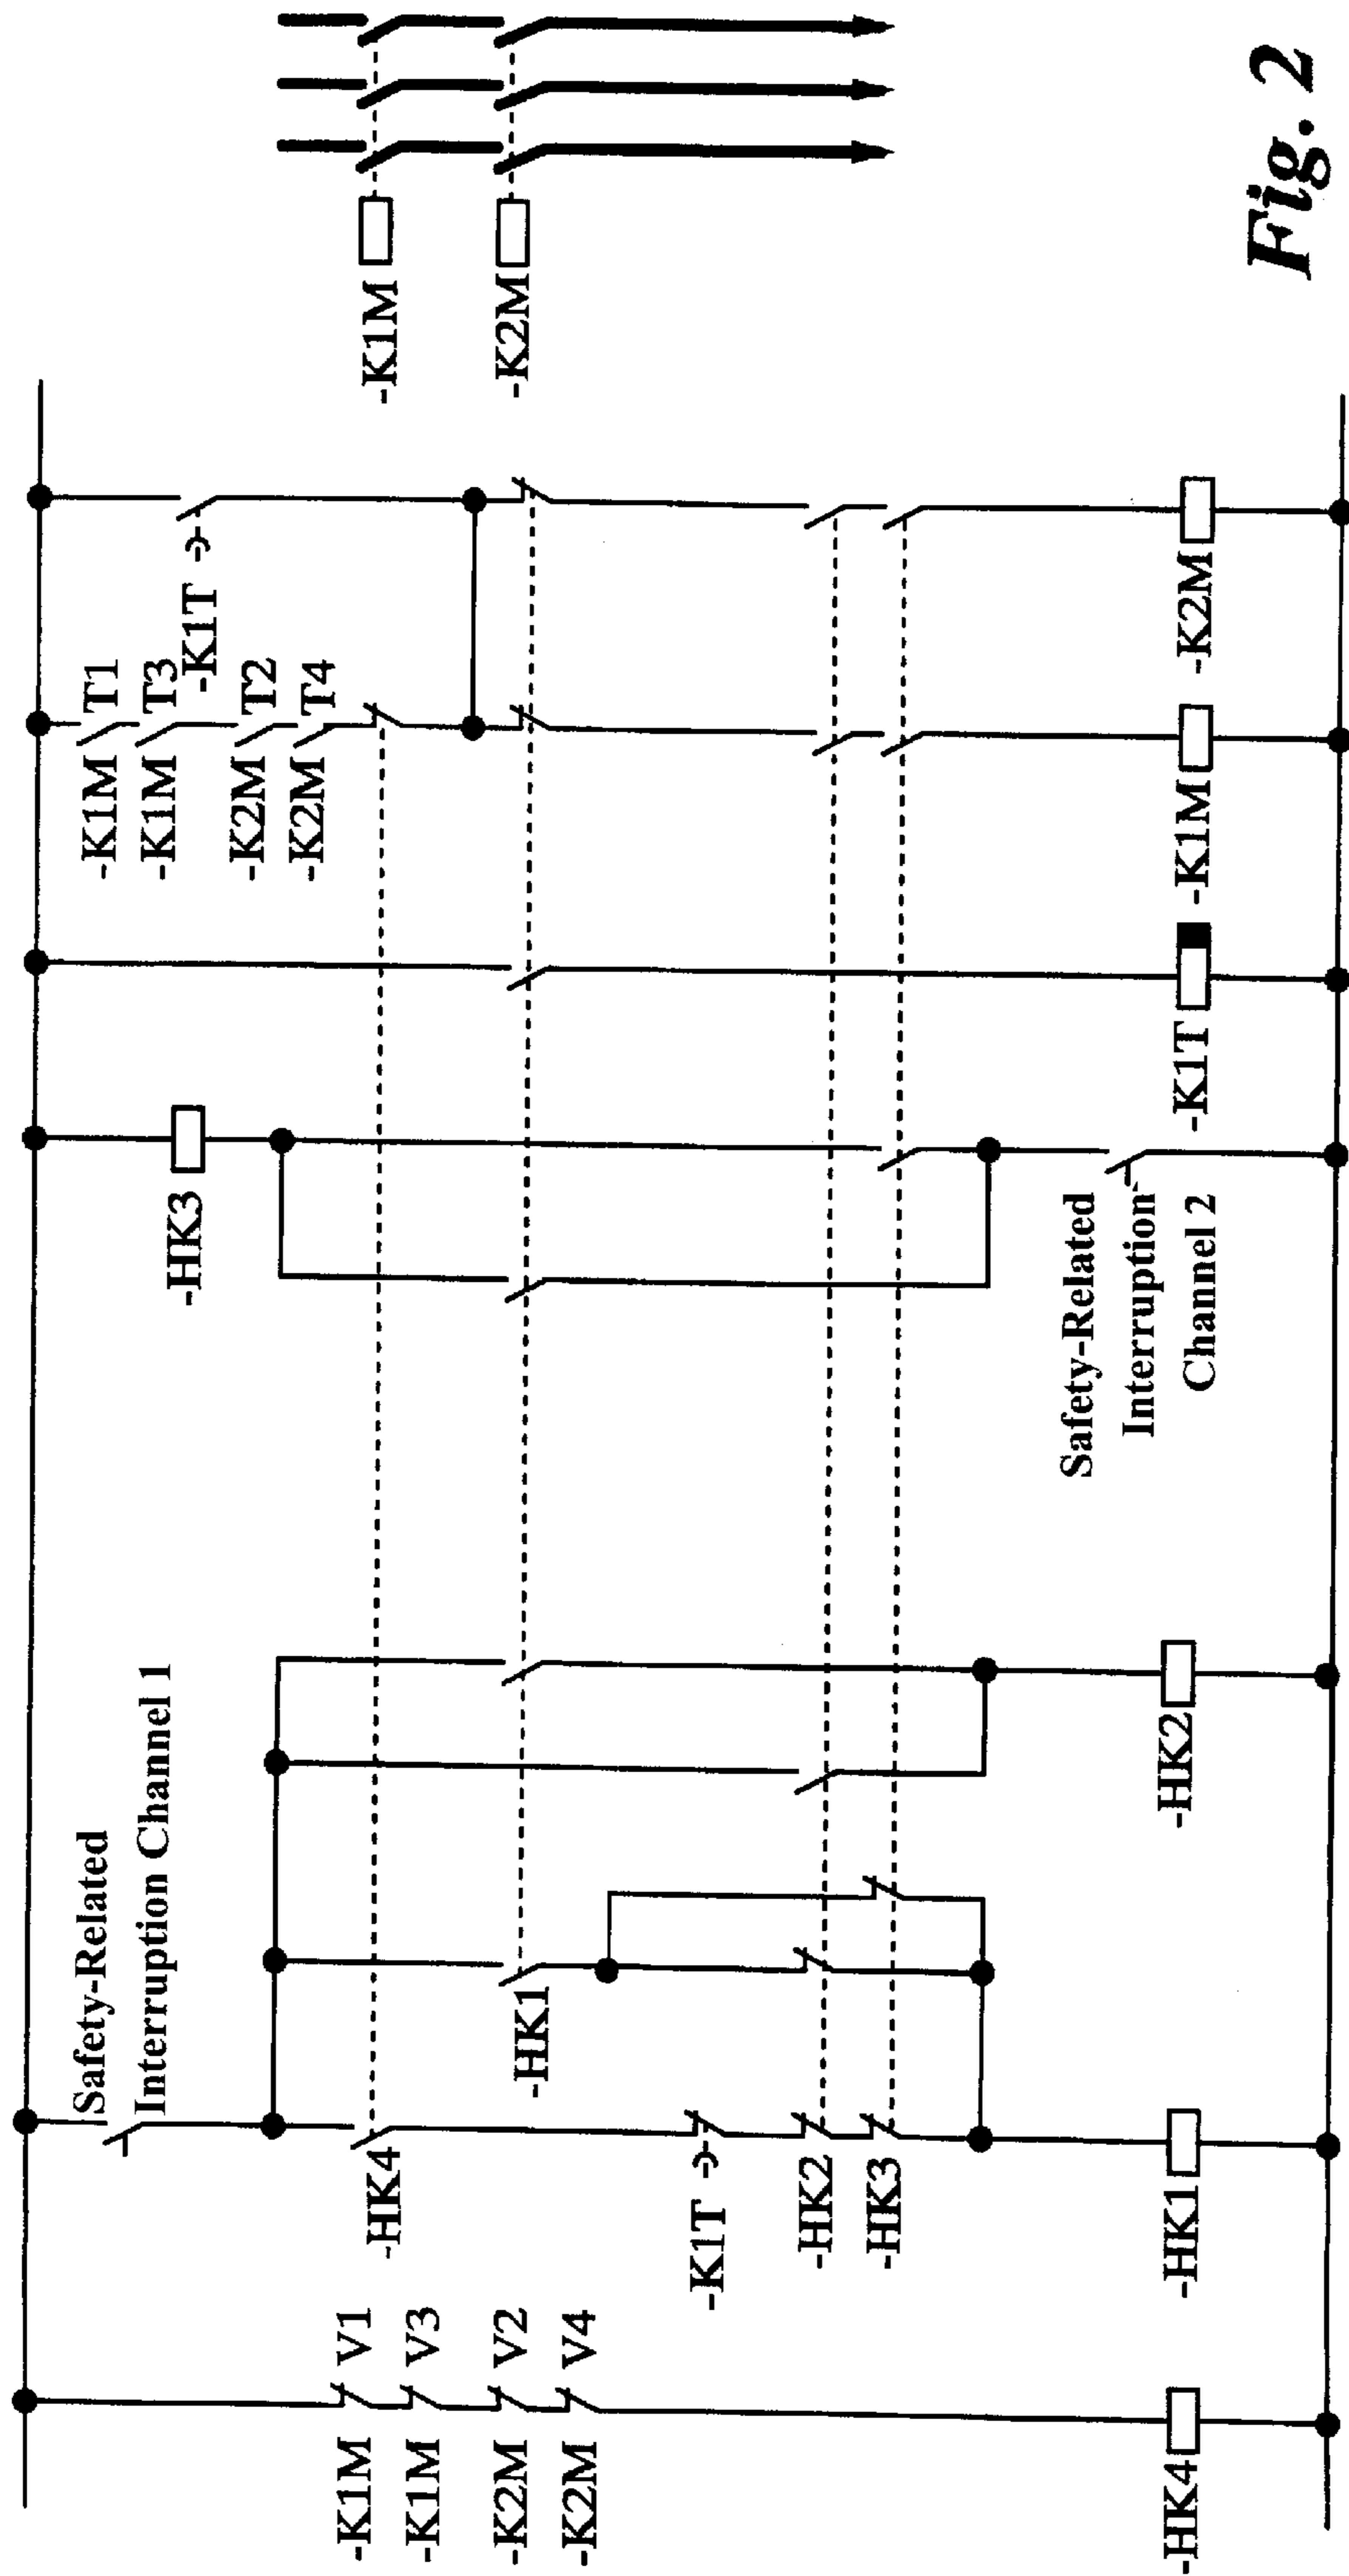 -K1M V1
-K1M V3
-K2M V2
-K2M V4
-HK4
Safety-Related
Interruption Channel 1
-HK4
-K1T
-HK2
-HK3
-HK1
-HK1
-HK2
-HK3
Safety-Related
Interruption
Channel 2
-K1T
-K1M T1
-K1M T3
-K2M T2
-K2M T4
-K1M
-K1T
-K2M
-K1M
-K2M
Fig. 2